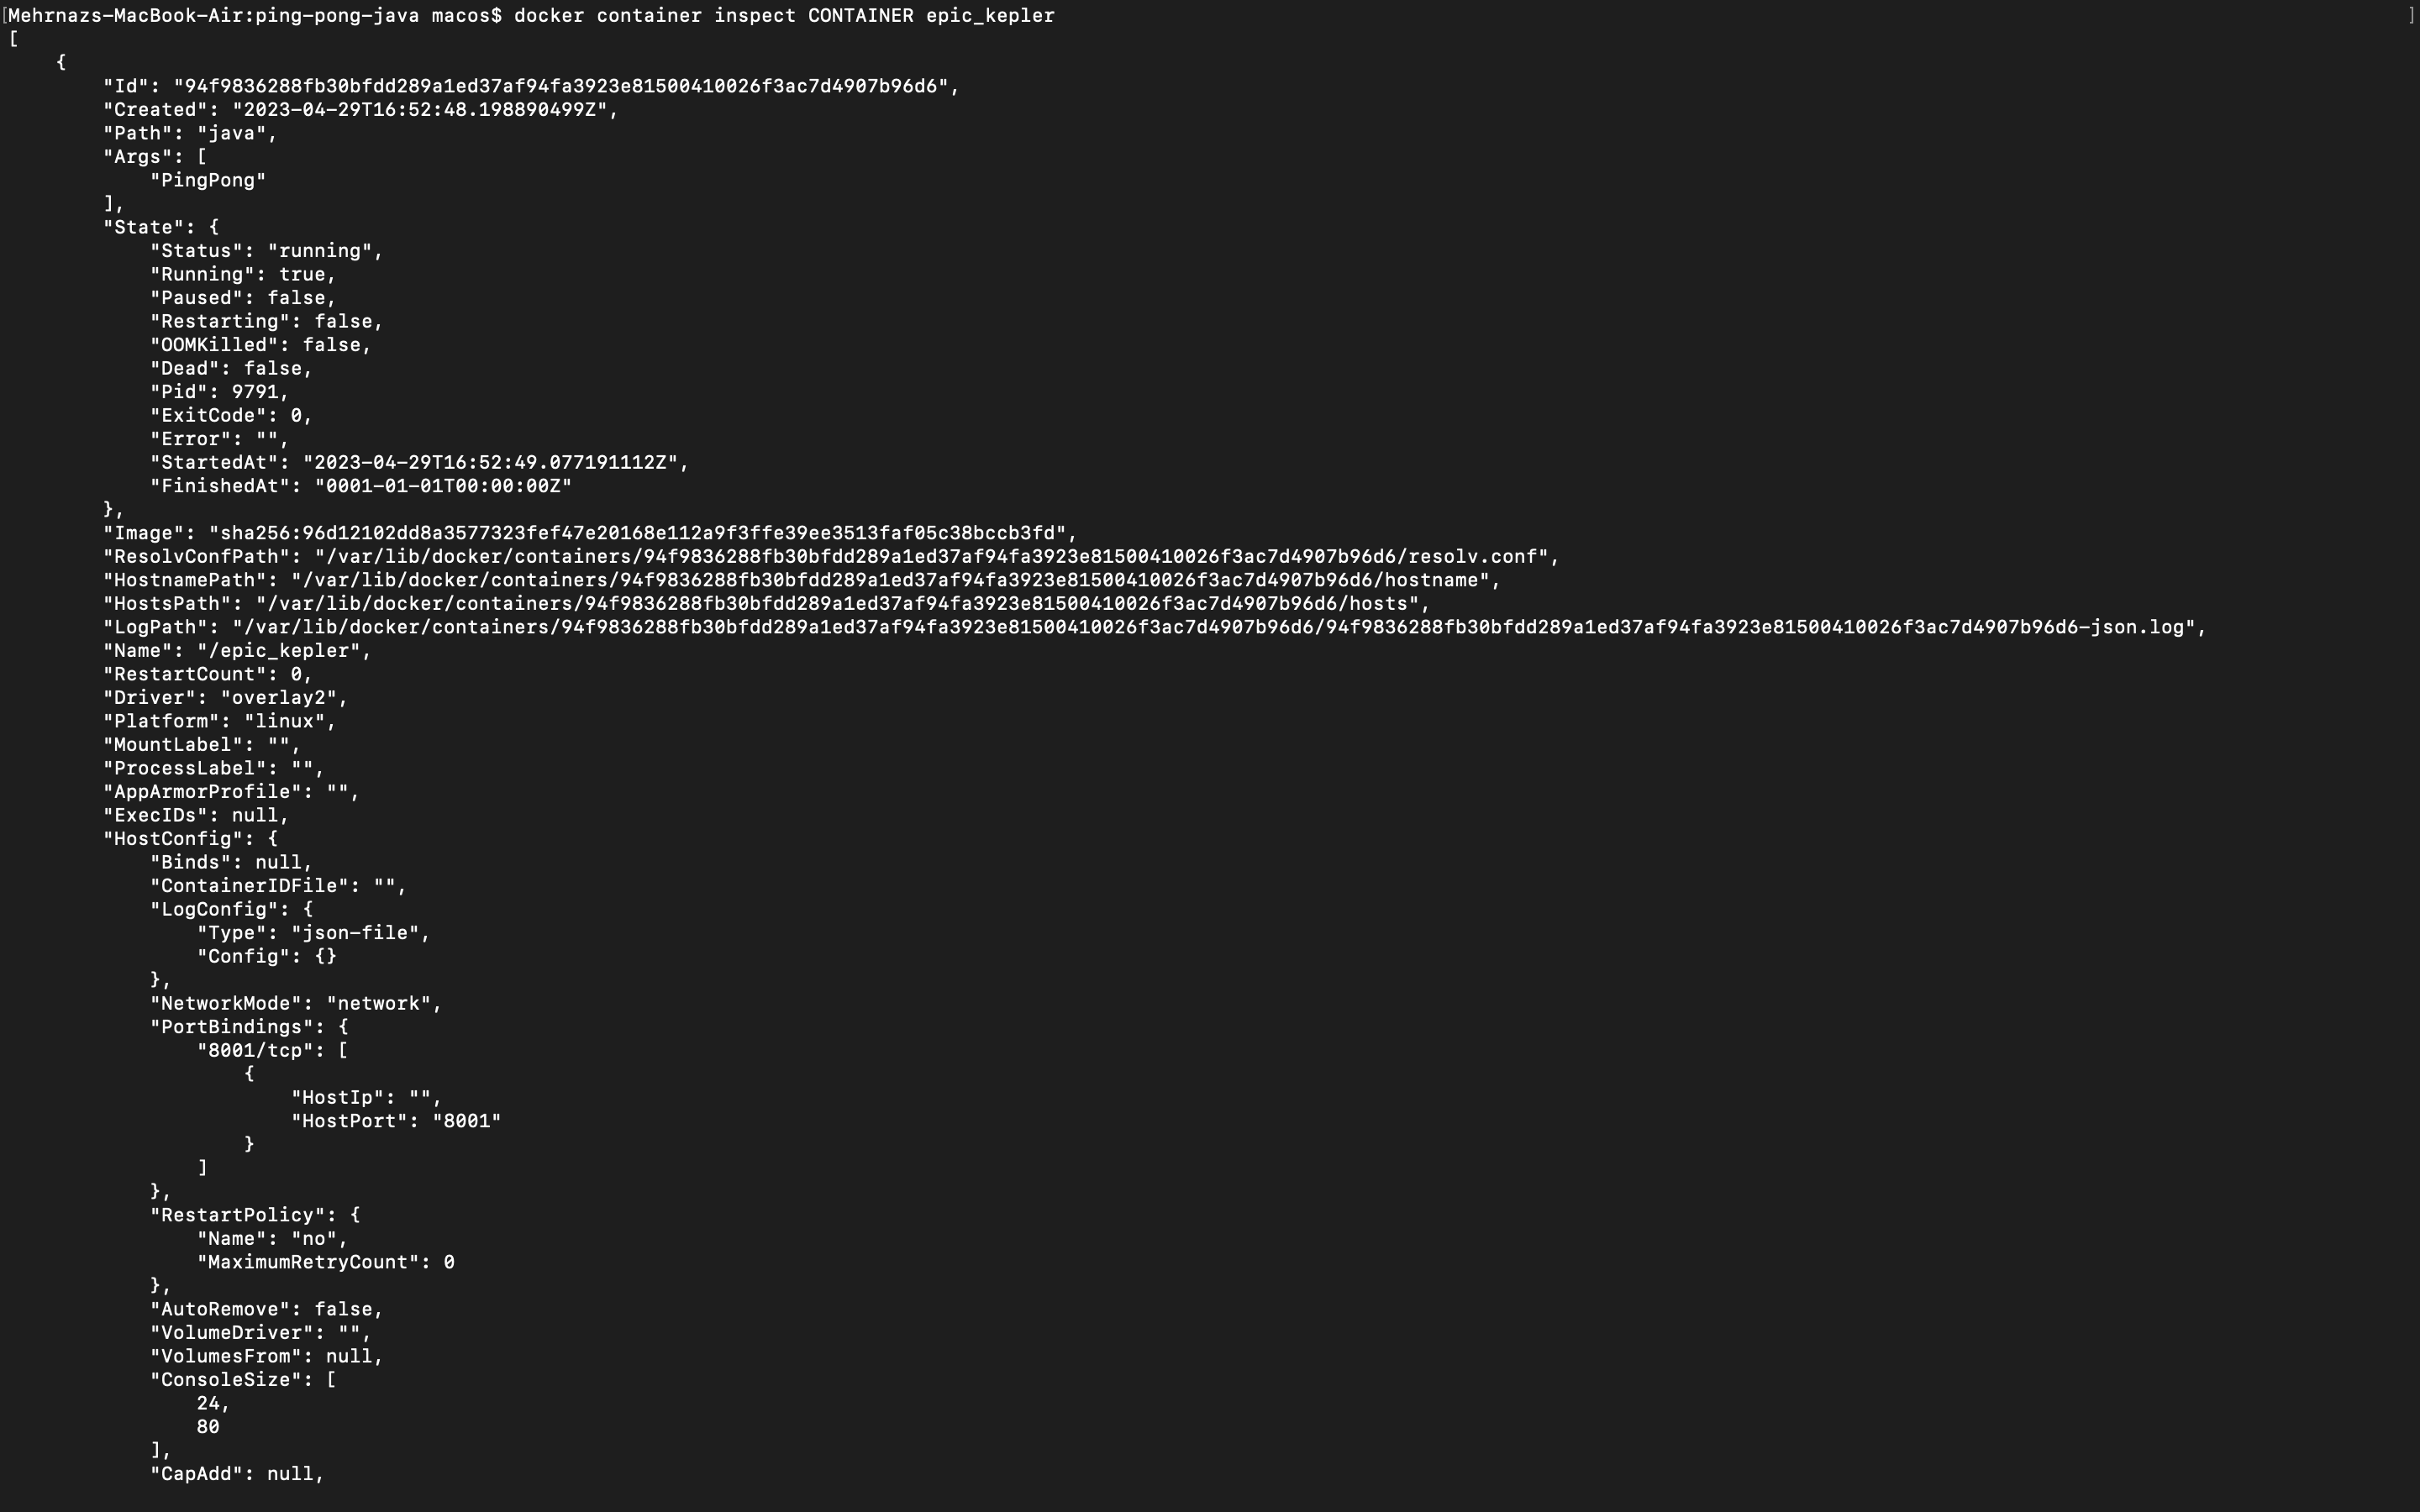 [Mehrnazs-MacBook-Air:ping-pong-java macos$ docker container inspect CONTAINER epic_kepler ]
[
    {
        "Id": "94f9836288fb30bfdd289a1ed37af94fa3923e81500410026f3ac7d4907b96d6",
        "Created": "2023-04-29T16:52:48.198890499Z",
        "Path": "java",
        "Args": [
            "PingPong"
        ],
        "State": {
            "Status": "running",
            "Running": true,
            "Paused": false,
            "Restarting": false,
            "OOMKilled": false,
            "Dead": false,
            "Pid": 9791,
            "ExitCode": 0,
            "Error": "",
            "StartedAt": "2023-04-29T16:52:49.077191112Z",
            "FinishedAt": "0001-01-01T00:00:00Z"
        },
        "Image": "sha256:96d12102dd8a3577323fef47e20168e112a9f3ffe39ee3513faf05c38bccb3fd",
        "ResolvConfPath": "/var/lib/docker/containers/94f9836288fb30bfdd289a1ed37af94fa3923e81500410026f3ac7d4907b96d6/resolv.conf",
        "HostnamePath": "/var/lib/docker/containers/94f9836288fb30bfdd289a1ed37af94fa3923e81500410026f3ac7d4907b96d6/hostname",
        "HostsPath": "/var/lib/docker/containers/94f9836288fb30bfdd289a1ed37af94fa3923e81500410026f3ac7d4907b96d6/hosts",
        "LogPath": "/var/lib/docker/containers/94f9836288fb30bfdd289a1ed37af94fa3923e81500410026f3ac7d4907b96d6/94f9836288fb30bfdd289a1ed37af94fa3923e81500410026f3ac7d4907b96d6-json.log",
        "Name": "/epic_kepler",
        "RestartCount": 0,
        "Driver": "overlay2",
        "Platform": "linux",
        "MountLabel": "",
        "ProcessLabel": "",
        "AppArmorProfile": "",
        "ExecIDs": null,
        "HostConfig": {
            "Binds": null,
            "ContainerIDFile": "",
            "LogConfig": {
                "Type": "json-file",
                "Config": {}
            },
            "NetworkMode": "network",
            "PortBindings": {
                "8001/tcp": [
                    {
                        "HostIp": "",
                        "HostPort": "8001"
                    }
                ]
            },
            "RestartPolicy": {
                "Name": "no",
                "MaximumRetryCount": 0
            },
            "AutoRemove": false,
            "VolumeDriver": "",
            "VolumesFrom": null,
            "ConsoleSize": [
                24,
                80
            ],
            "CapAdd": null,